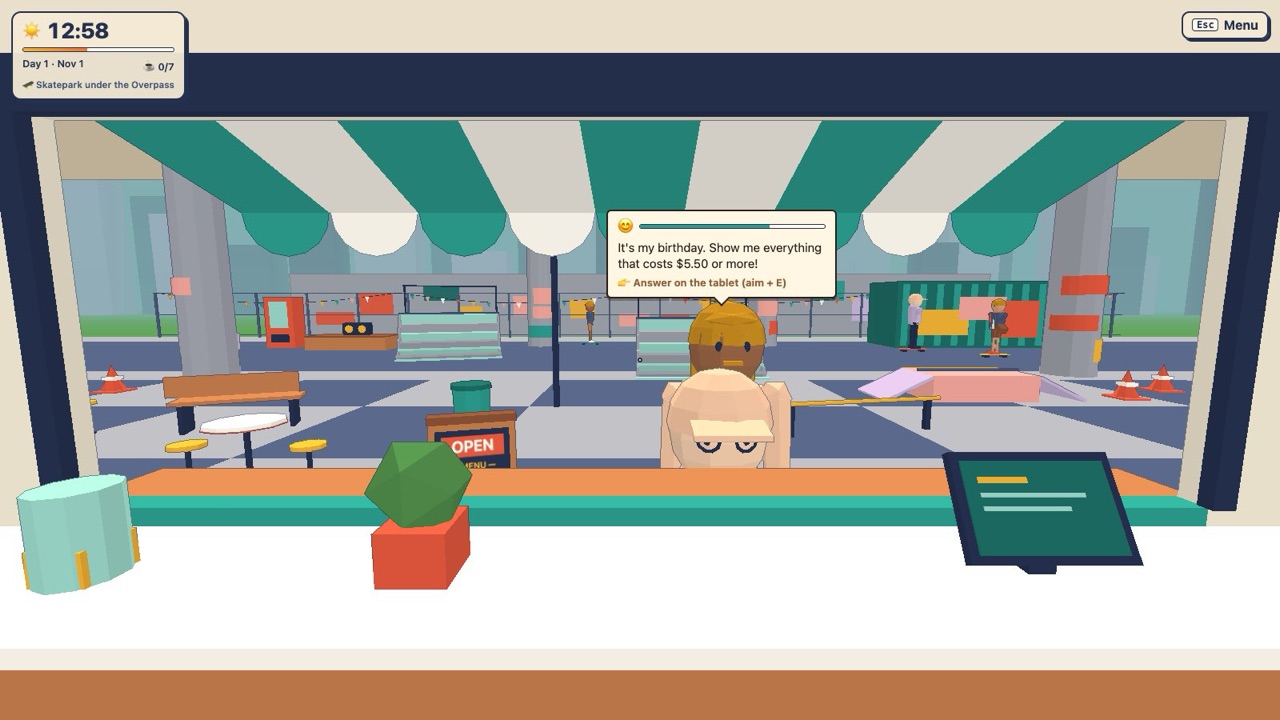 12:58
Day 1 · Nov 1
0/7
Skatepark under the Overpass
Esc Menu
It's my birthday. Show me everything
that costs $5.50 or more!
Answer on the tablet (aim + E)
OPEN
MENU